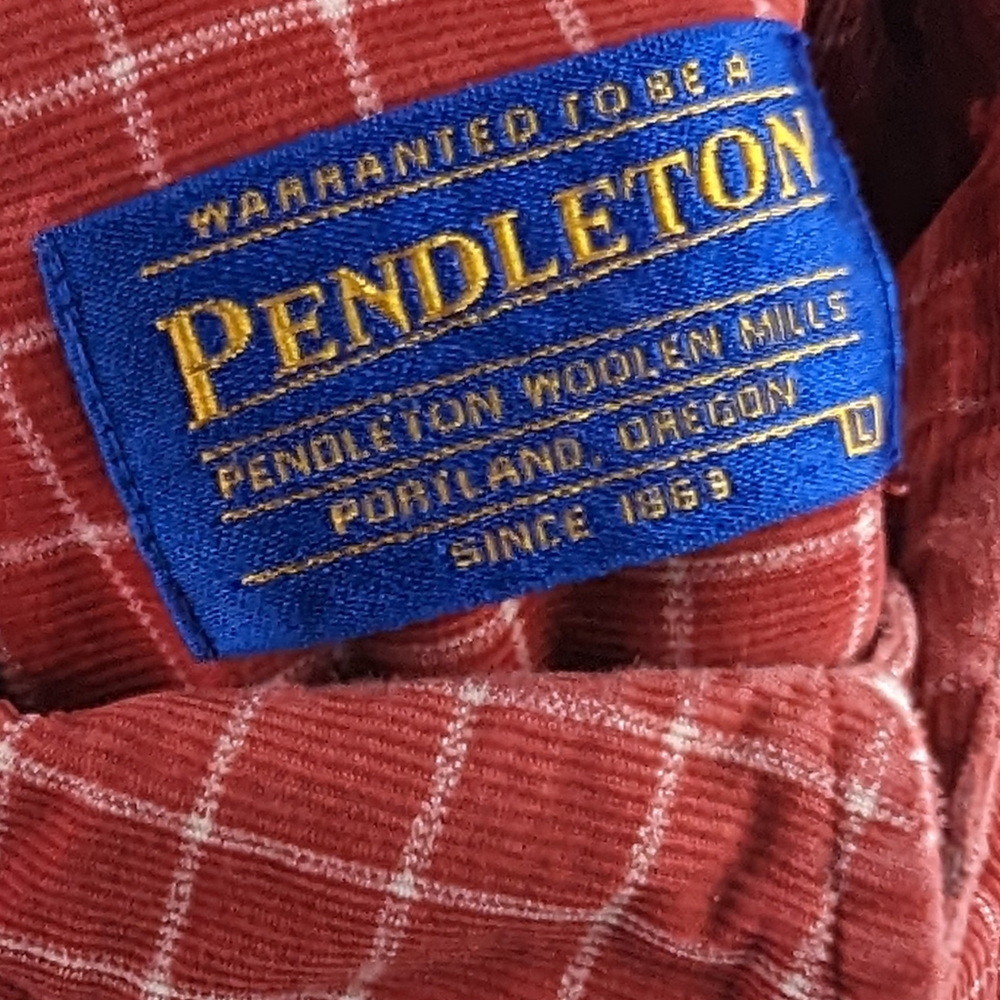 WARRANTED TO BE A
PENDLETON
PENDLETON WOOLEN MILLS
PORTLAND, OREGON
L
SINCE 1863